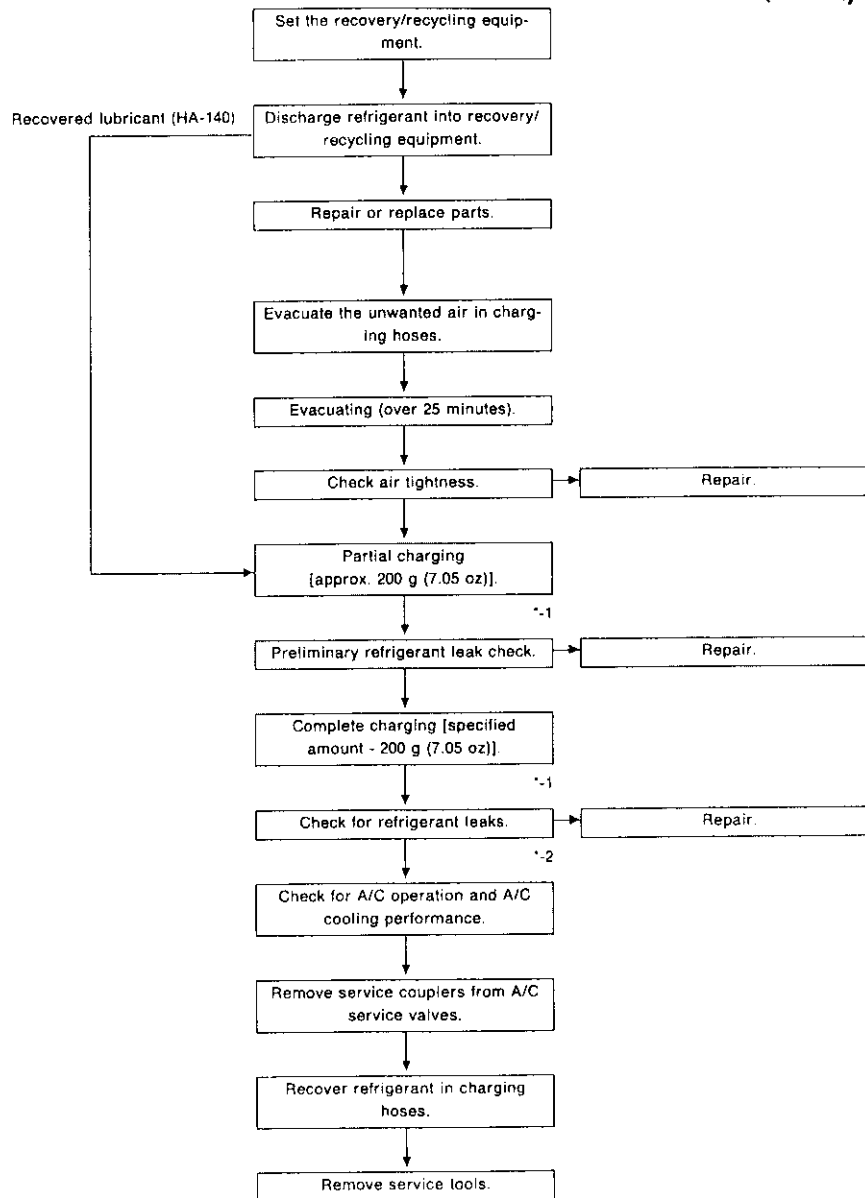 Set the recovery/recycling equip-
ment.
Recovered lubricant (HA-140)
Discharge refrigerant into recovery/
recycling equipment.
Repair or replace parts.
Evacuate the unwanted air in charg-
ing hoses.
Evacuating (over 25 minutes).
Check air tightness.
Repair.
Partial charging
[approx. 200 g (7.05 oz)].
*-1
Preliminary refrigerant leak check.
Repair.
Complete charging [specified
amount - 200 g (7.05 oz)].
*-1
Check for refrigerant leaks.
Repair.
*-2
Check for A/C operation and A/C
cooling performance.
Remove service couplers from A/C
service valves.
Recover refrigerant in charging
hoses.
Remove service tools.